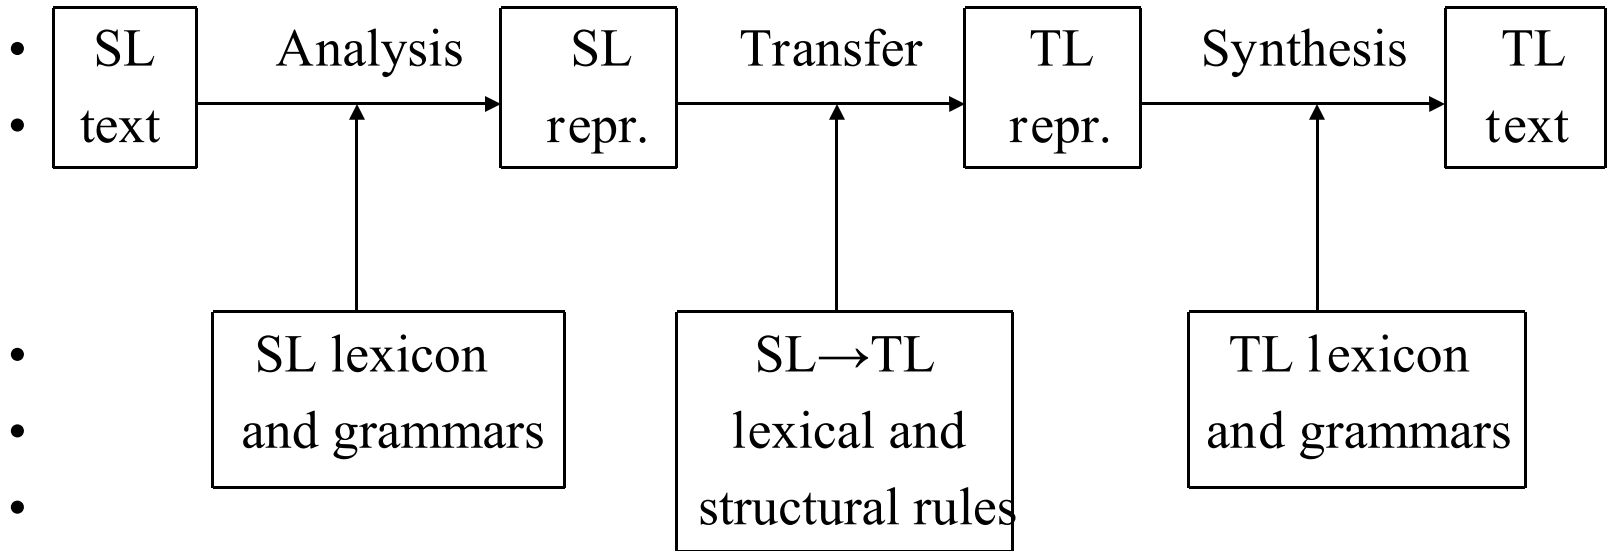 • SL Analysis SL Transfer TL Synthesis TL
• text repr. repr. text
• SL lexicon SL→TL TL lexicon
• and grammars lexical and and grammars
• structural rules